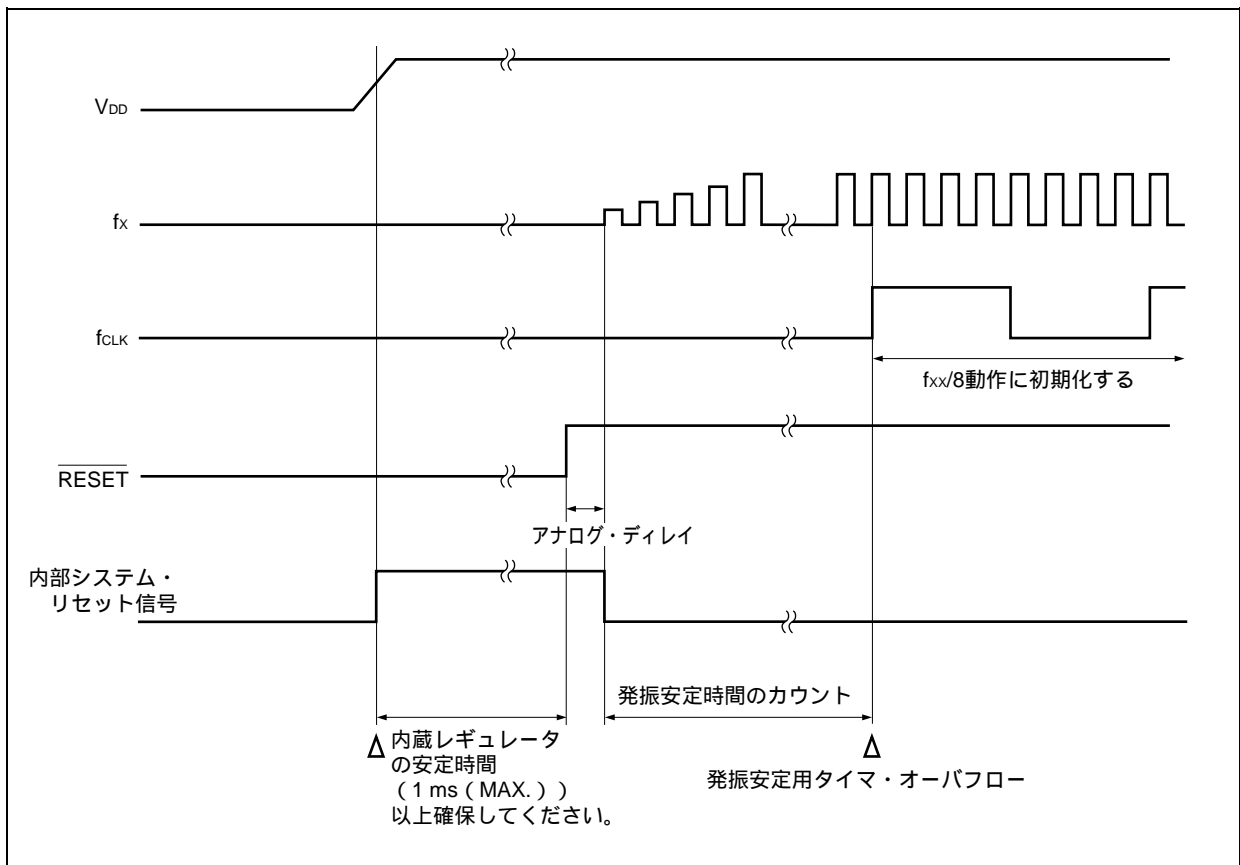 VDD
fX
fCLK
fXX/8動作に初期化する
RESET
アナログ・ディレイ
内部システム・
リセット信号
発振安定時間のカウント
内蔵レギュレータ
の安定時間
（1 ms（MAX.））
以上確保してください。
発振安定用タイマ・オーバフロー